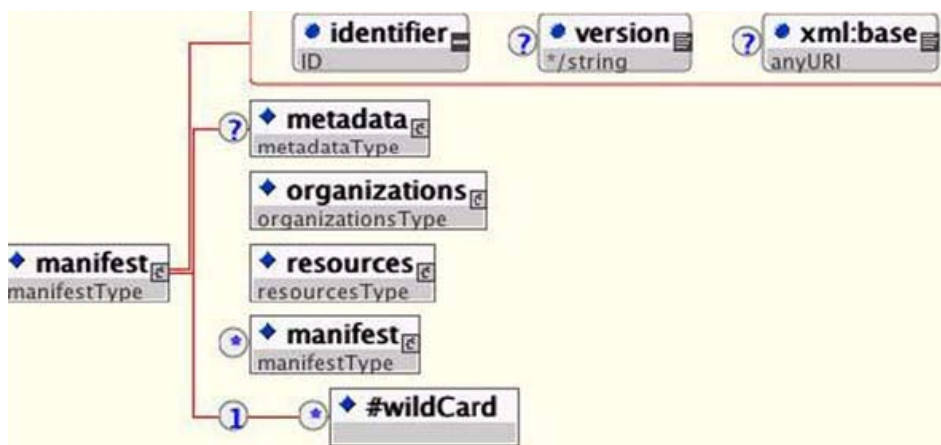 identifier
ID
? version
*/string
? xml:base
anyURI
? metadata
metadataType
organizations
organizationsType
manifest
manifestType
resources
resourcesType
* manifest
manifestType
1 * #wildCard